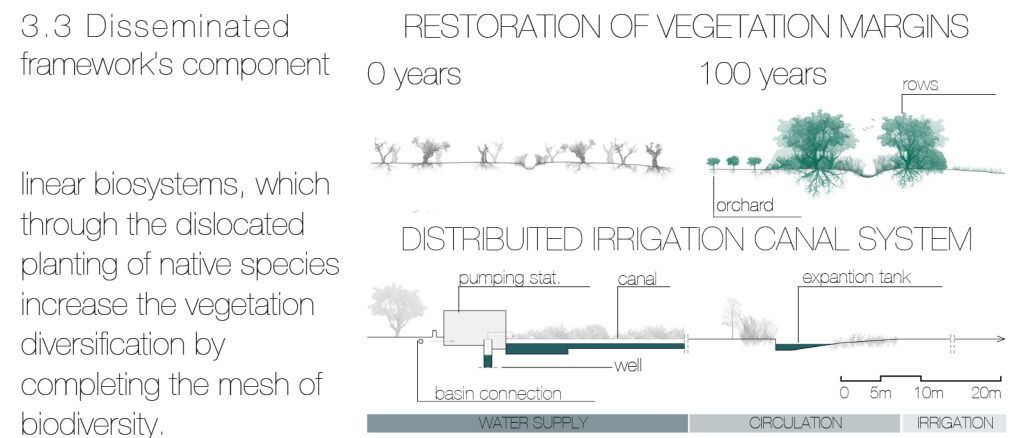 3.3 Disseminated
framework's component
linear biosystems, which
through the dislocated
planting of native species
increase the vegetation
diversification by
completing the mesh of
biodiversity.
RESTORATION OF VEGETATION MARGINS
0 years
100 years
rows
orchard
DISTRIBUITED IRRIGATION CANAL SYSTEM
pumping stat.
canal
expantion tank
well
basin connection
0 5m 10m 20m
WATER SUPPLY
CIRCULATION
IRRIGATION